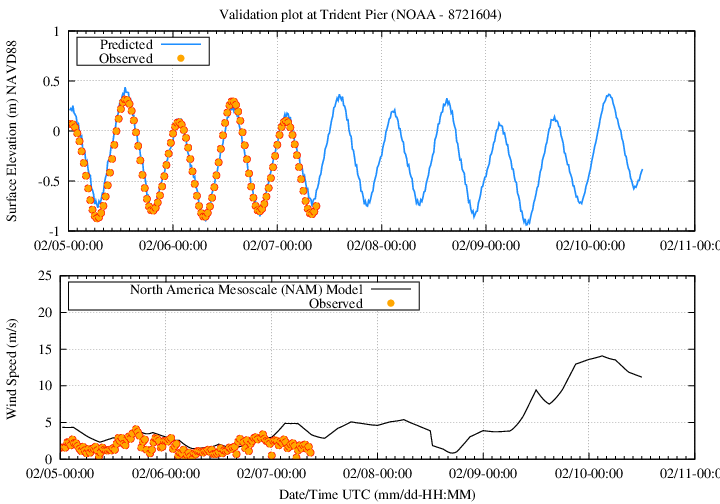 Validation plot at Trident Pier (NOAA - 8721604)
Surface Elevation (m) NAVD88
1
0.5
0
-0.5
-1
Predicted
Observed
02/05-00:00 02/06-00:00 02/07-00:00 02/08-00:00 02/09-00:00 02/10-00:00 02/11-00:00
Wind Speed (m/s)
25
20
15
10
5
0
North America Mesoscale (NAM) Model
Observed
02/05-00:00 02/06-00:00 02/07-00:00 02/08-00:00 02/09-00:00 02/10-00:00 02/11-00:00
Date/Time UTC (mm/dd-HH:MM)